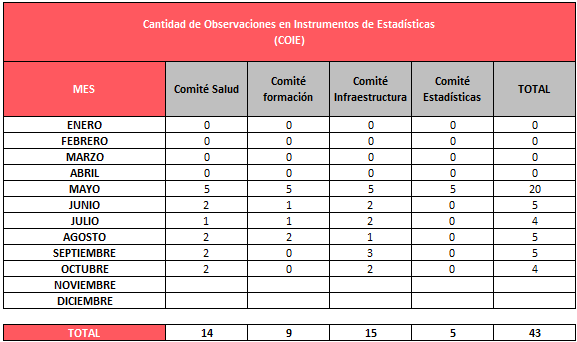 Cantidad de Observaciones en Instrumentos de Estadísticas
(COIE)
MES Comité Salud Comité formación Comité Infraestructura Comité Estadísticas TOTAL
ENERO 0 0 0 0 0
FEBRERO 0 0 0 0 0
MARZO 0 0 0 0 0
ABRIL 0 0 0 0 0
MAYO 5 5 5 5 20
JUNIO 2 1 2 0 5
JULIO 1 1 2 0 4
AGOSTO 2 2 1 0 5
SEPTIEMBRE 2 0 3 0 5
OCTUBRE 2 0 2 0 4
NOVIEMBRE
DICIEMBRE
TOTAL 14 9 15 5 43